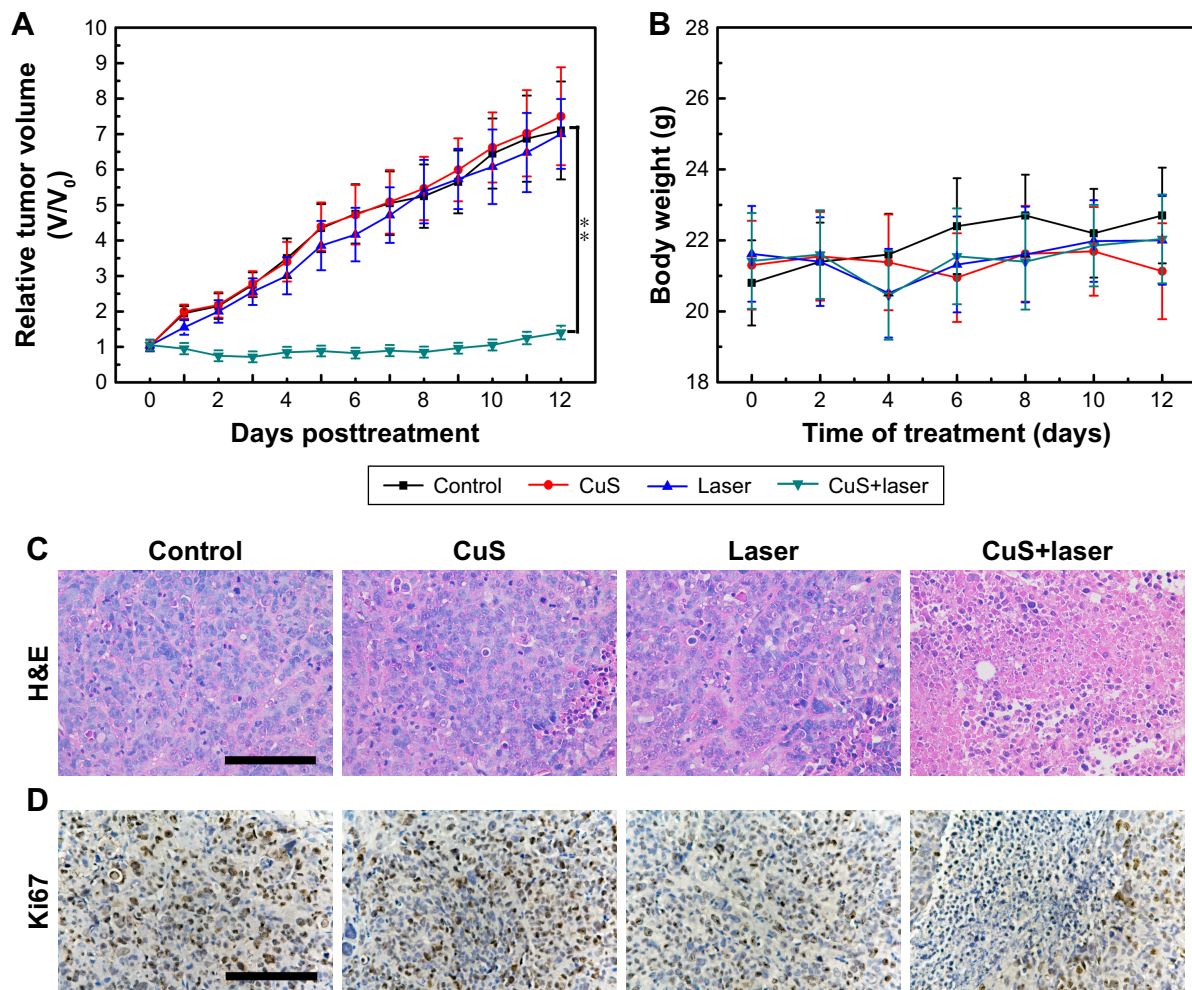 A
B
10
9
8
7
6
5
4
3
2
1
0
Relative tumor volume
(V/V0)
**
0 2 4 6 8 10 12
Days posttreatment
28
26
24
22
20
18
Body weight (g)
0 2 4 6 8 10 12
Time of treatment (days)
Control CuS Laser CuS+laser
C
Control CuS Laser CuS+laser
H&E
D
Ki67